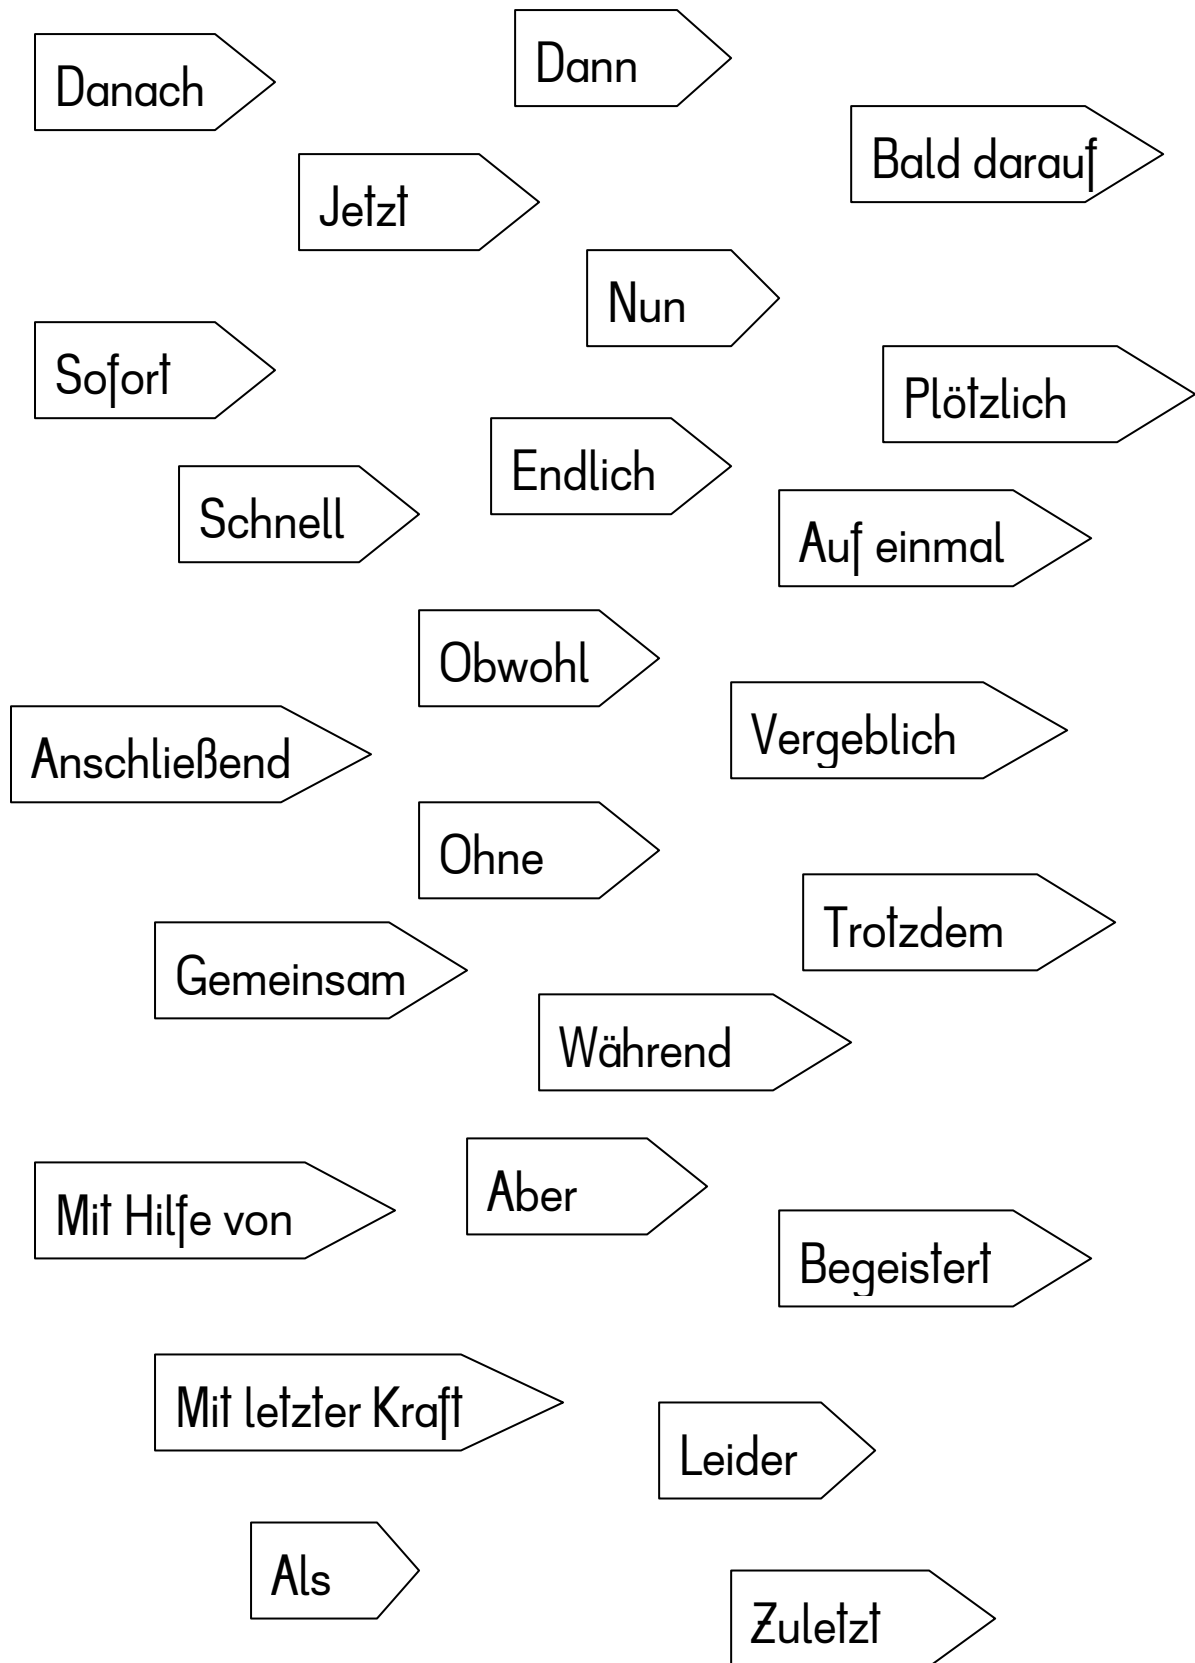 Dann
Danach
Bald darauf
Jetzt
Nun
Sofort
Plötzlich
Endlich
Schnell
Auf einmal
Obwohl
Vergeblich
Anschließend
Ohne
Trotzdem
Gemeinsam
Während
Aber
Mit Hilfe von
Begeistert
Mit letzter Kraft
Leider
Als
Zuletzt